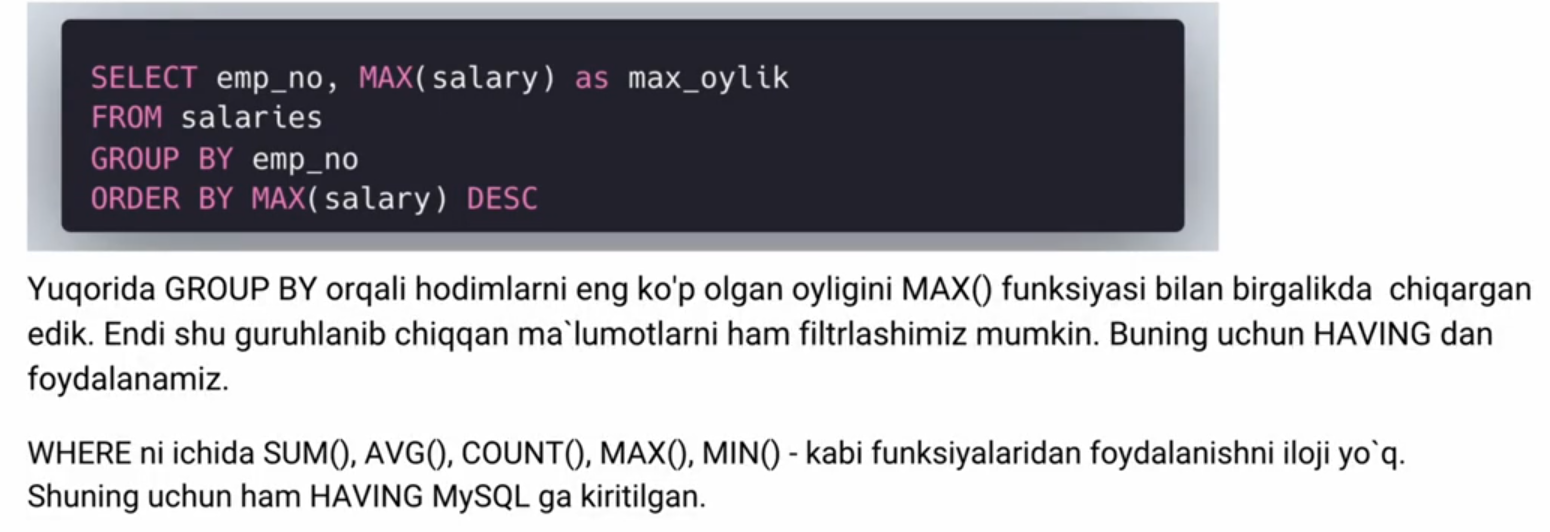 SELECT emp_no, MAX(salary) as max_oylik
FROM salaries
GROUP BY emp_no
ORDER BY MAX(salary) DESC
Yuqorida GROUP BY orqali hodimlarni eng ko'p olgan oyligini MAX() funksiyasi bilan birgalikda  chiqargan
edik. Endi shu guruhlanib chiqqan ma`lumotlarni ham filtrlashimiz mumkin. Buning uchun HAVING dan
foydalanamiz.
WHERE ni ichida SUM(), AVG(), COUNT(), MAX(), MIN() - kabi funksiyalaridan foydalanishni iloji yo`q.
Shuning uchun ham HAVING MySQL ga kiritilgan.